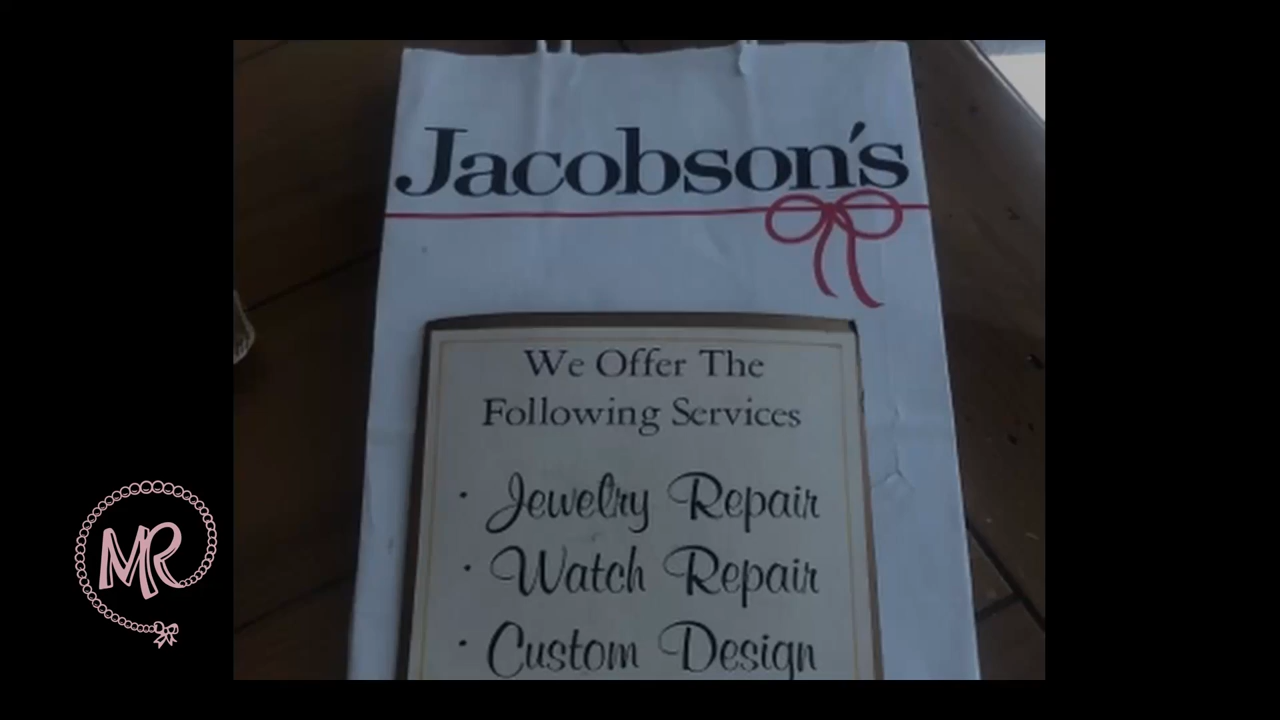 Jacobson's
We Offer The
Following Services
• Jewelry Repair
• Watch Repair
• Custom Design
MR